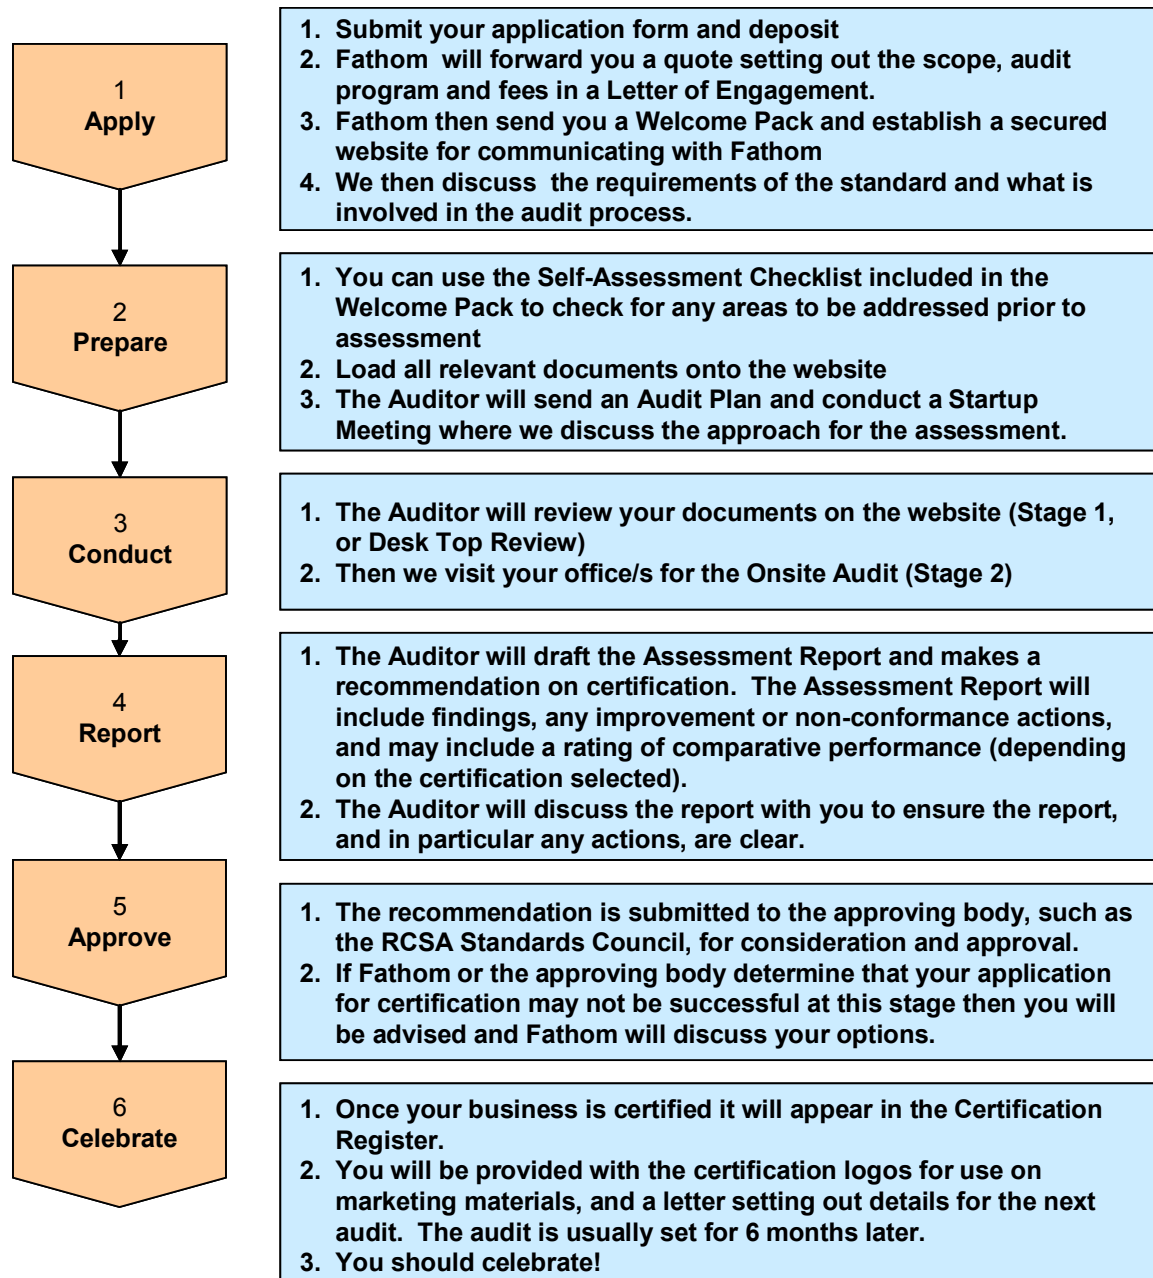 1
Apply
1. Submit your application form and deposit
2. Fathom will forward you a quote setting out the scope, audit
program and fees in a Letter of Engagement.
3. Fathom then send you a Welcome Pack and establish a secured
website for communicating with Fathom
4. We then discuss the requirements of the standard and what is
involved in the audit process.
2
Prepare
1. You can use the Self-Assessment Checklist included in the
Welcome Pack to check for any areas to be addressed prior to
assessment
2. Load all relevant documents onto the website
3. The Auditor will send an Audit Plan and conduct a Startup
Meeting where we discuss the approach for the assessment.
3
Conduct
1. The Auditor will review your documents on the website (Stage 1,
or Desk Top Review)
2. Then we visit your office/s for the Onsite Audit (Stage 2)
4
Report
1. The Auditor will draft the Assessment Report and makes a
recommendation on certification. The Assessment Report will
include findings, any improvement or non-conformance actions,
and may include a rating of comparative performance (depending
on the certification selected).
2. The Auditor will discuss the report with you to ensure the report,
and in particular any actions, are clear.
5
Approve
1. The recommendation is submitted to the approving body, such as
the RCSA Standards Council, for consideration and approval.
2. If Fathom or the approving body determine that your application
for certification may not be successful at this stage then you will
be advised and Fathom will discuss your options.
6
Celebrate
1. Once your business is certified it will appear in the Certification
Register.
2. You will be provided with the certification logos for use on
marketing materials, and a letter setting out details for the next
audit. The audit is usually set for 6 months later.
3. You should celebrate!